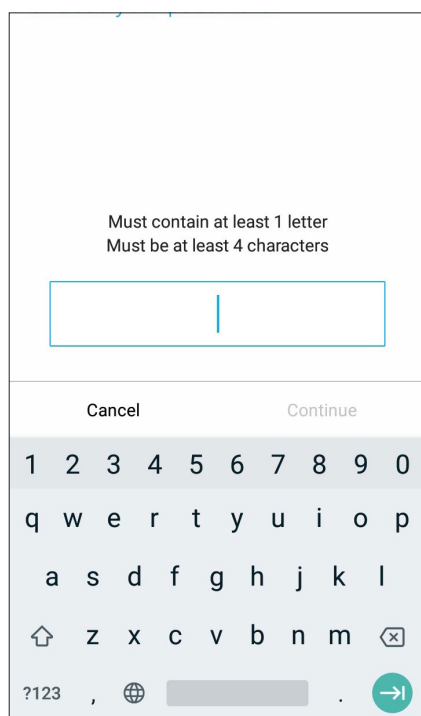 Must contain at least 1 letter
Must be at least 4 characters
Cancel Continue
1 2 3 4 5 6 7 8 9 0
q w e r t y u i o p
a s d f g h j k l
z x c v b n m
?123 , .